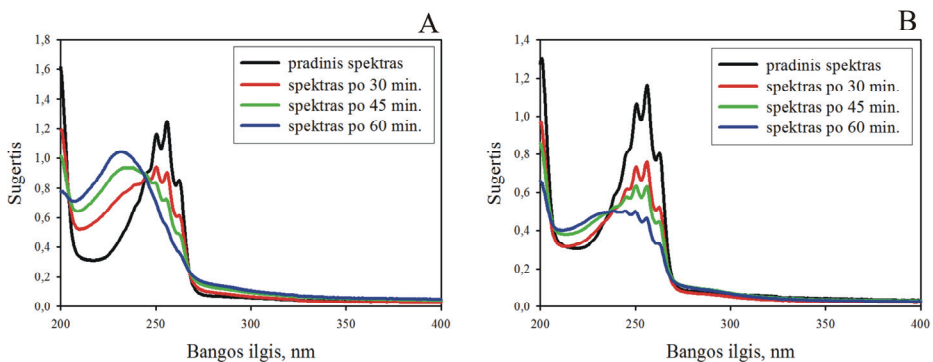 A
1,8
1,6
1,4
1,2
1,0
0,8
0,6
0,4
0,2
0,0
Sugertis
pradinis spektras
spektras po 30 min.
spektras po 45 min.
spektras po 60 min.
200 250 300 350 400
Bangos ilgis, nm
B
1,4
1,2
1,0
0,8
0,6
0,4
0,2
0,0
Sugertis
pradinis spektras
spektras po 30 min.
spektras po 45 min.
spektras po 60 min.
200 250 300 350 400
Bangos ilgis, nm